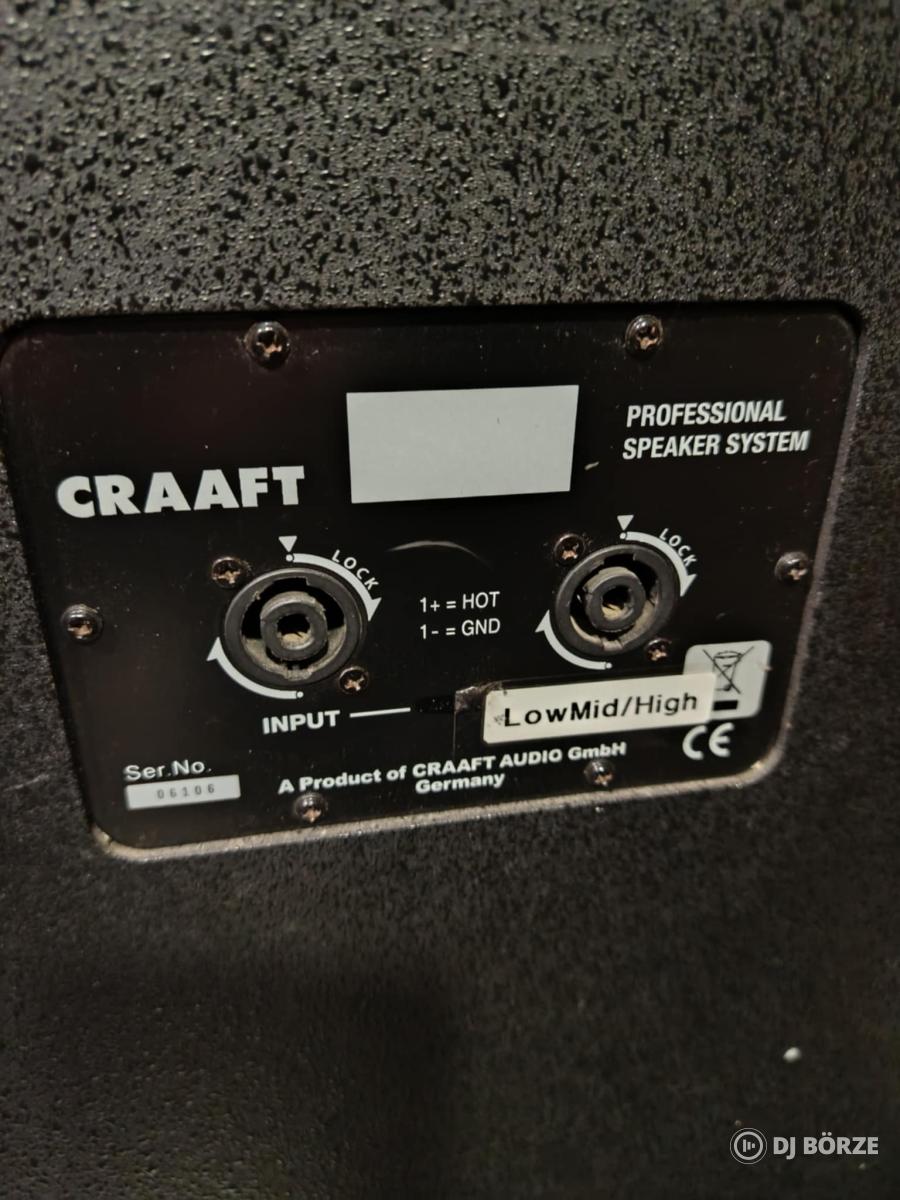 PROFESSIONAL
SPEAKER SYSTEM
CRAAFT
LOCK
LOCK
1+ = HOT
1- = GND
INPUT
LowMid/High
CE
Ser.No.
06106
A Product of CRAAFT AUDIO GmbH
Germany
DJ BÖRZE